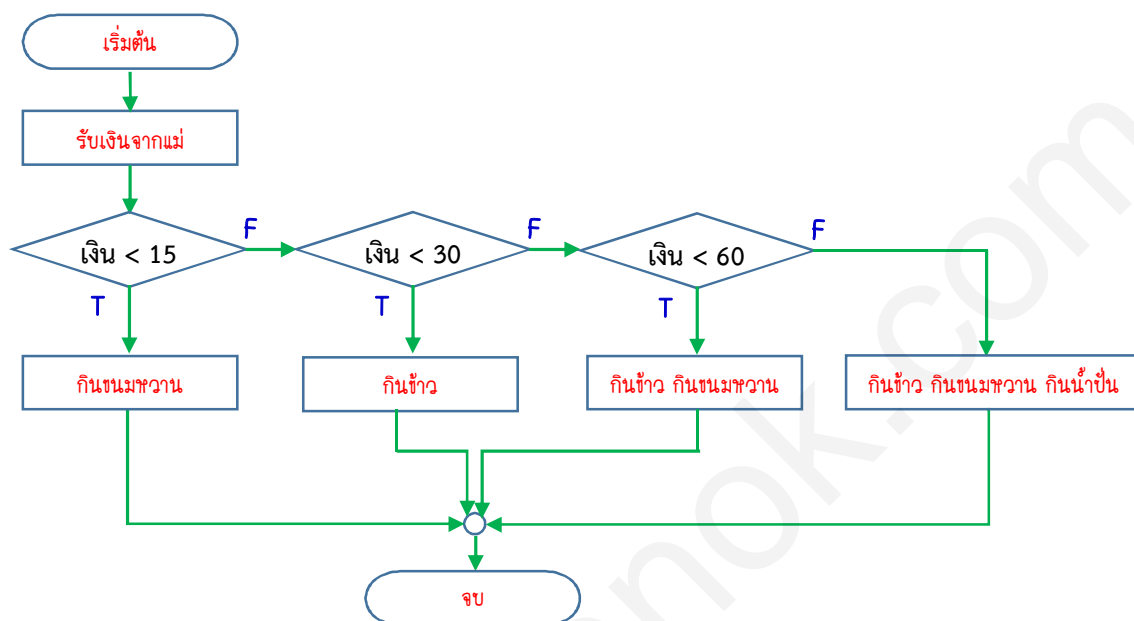 เริ่มต้น
รับเงินจากแม่
เงิน < 15
F
เงิน < 30
F
เงิน < 60
F
T
T
T
กินขนมหวาน
กินข้าว
กินข้าว กินขนมหวาน
กินข้าว กินขนมหวาน กินน้ำปั่น
จบ
nok.com